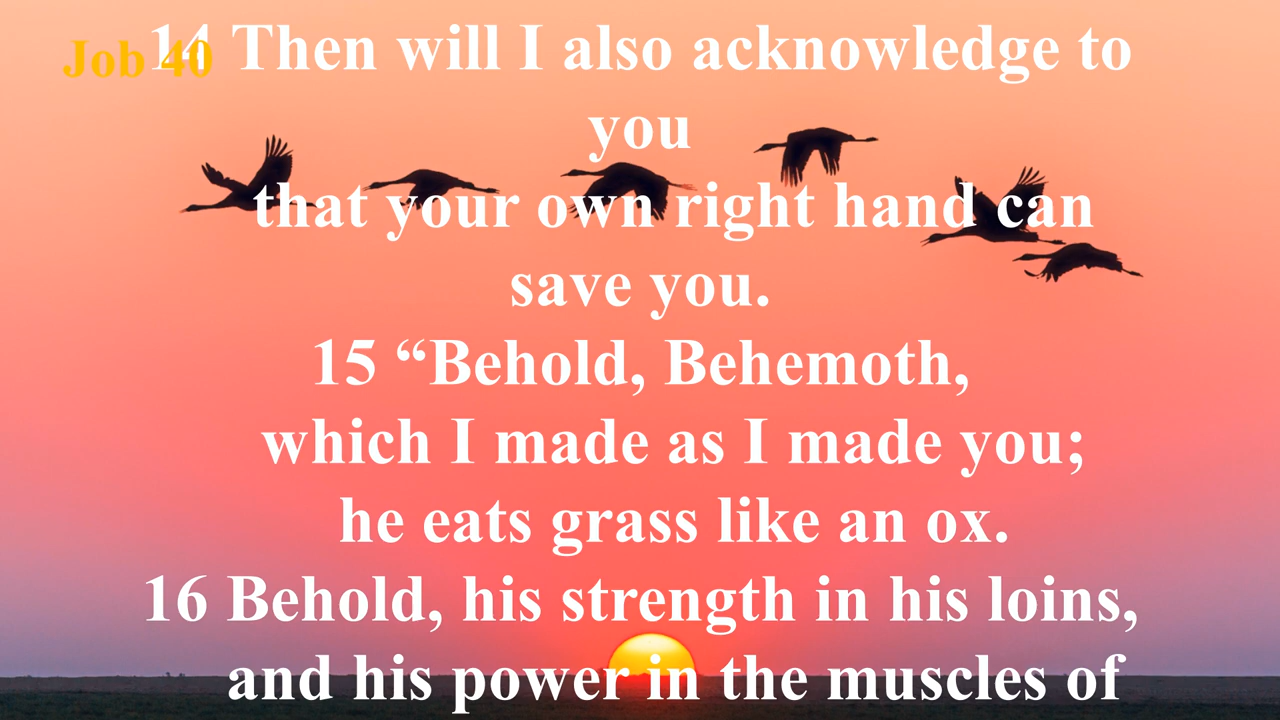 Job 40
14 Then will I also acknowledge to
you
that your own right hand can
save you.
15 “Behold, Behemoth,
which I made as I made you;
he eats grass like an ox.
16 Behold, his strength in his loins,
and his power in the muscles of